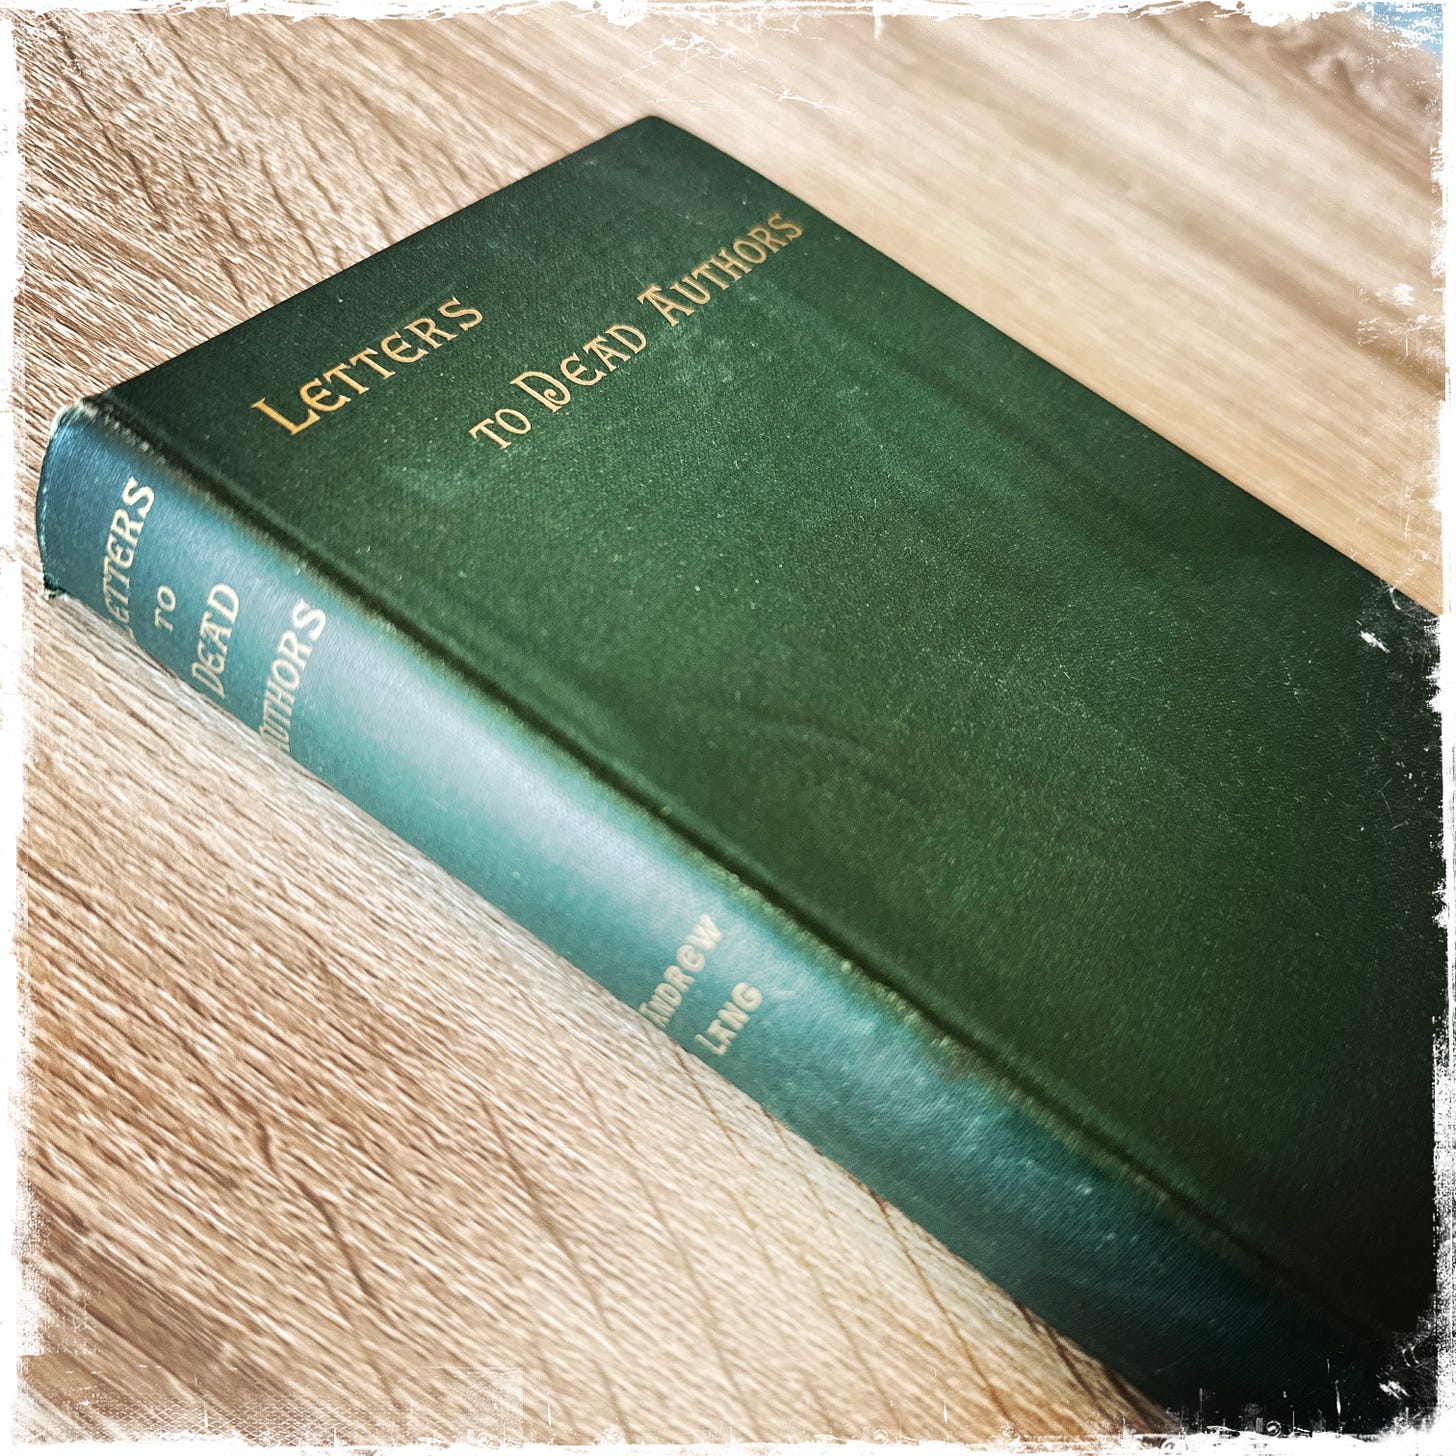 LETTERS
TO DEAD AUTHORS
LETTERS
TO
DEAD
AUTHORS
ANDREW
LANG